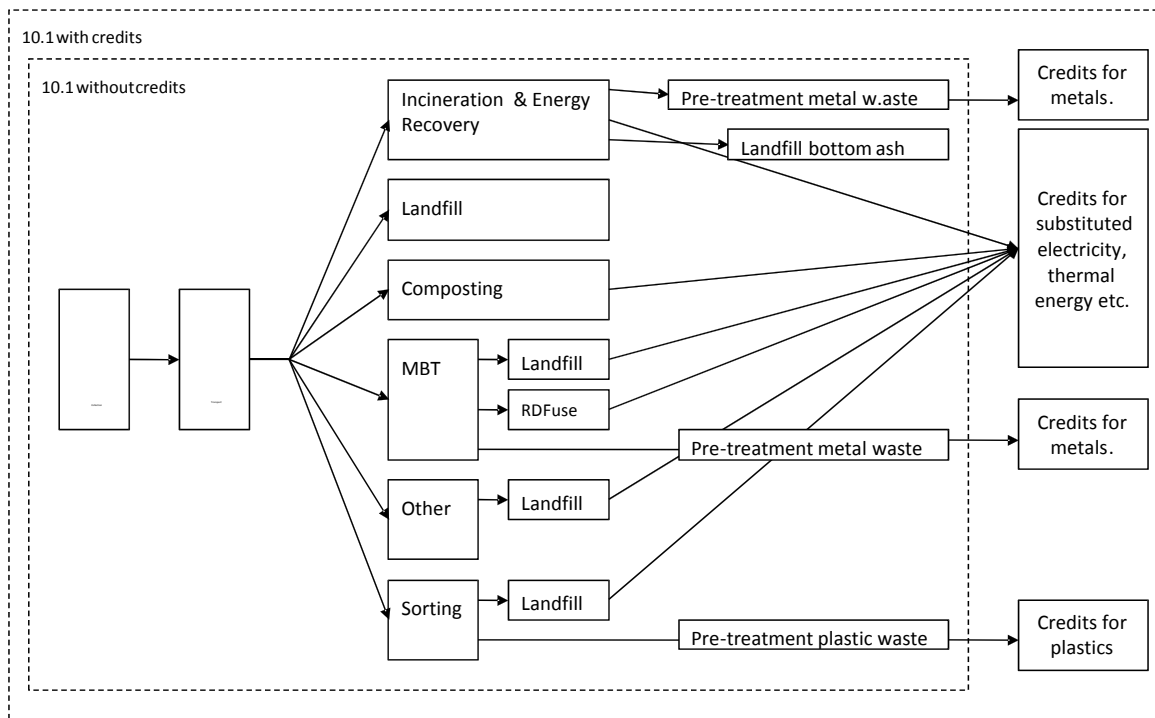 10.1 with credits
10.1 without credits
Incineration & Energy
Recovery
Pre-treatment metal w.aste
Credits for
metals.
Landfill bottom ash
Landfill
Credits for
substituted
electricity,
thermal
energy etc.
Composting
MBT
Landfill
RDFuse
Pre-treatment metal waste
Credits for
metals.
Other
Landfill
Sorting
Landfill
Pre-treatment plastic waste
Credits for
plastics